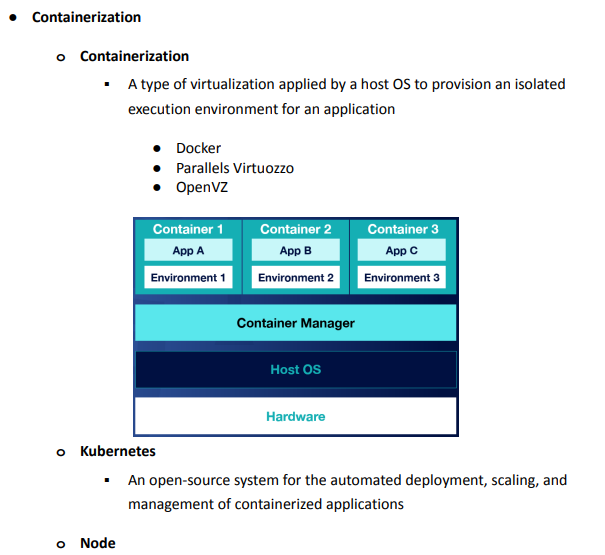 ● Containerization
o Containerization
▪ A type of virtualization applied by a host OS to provision an isolated
execution environment for an application
● Docker
● Parallels Virtuozzo
● OpenVZ
Container 1 Container 2 Container 3
App A App B App C
Environment 1 Environment 2 Environment 3
Container Manager
Host OS
Hardware
o Kubernetes
▪ An open-source system for the automated deployment, scaling, and
management of containerized applications
o Node